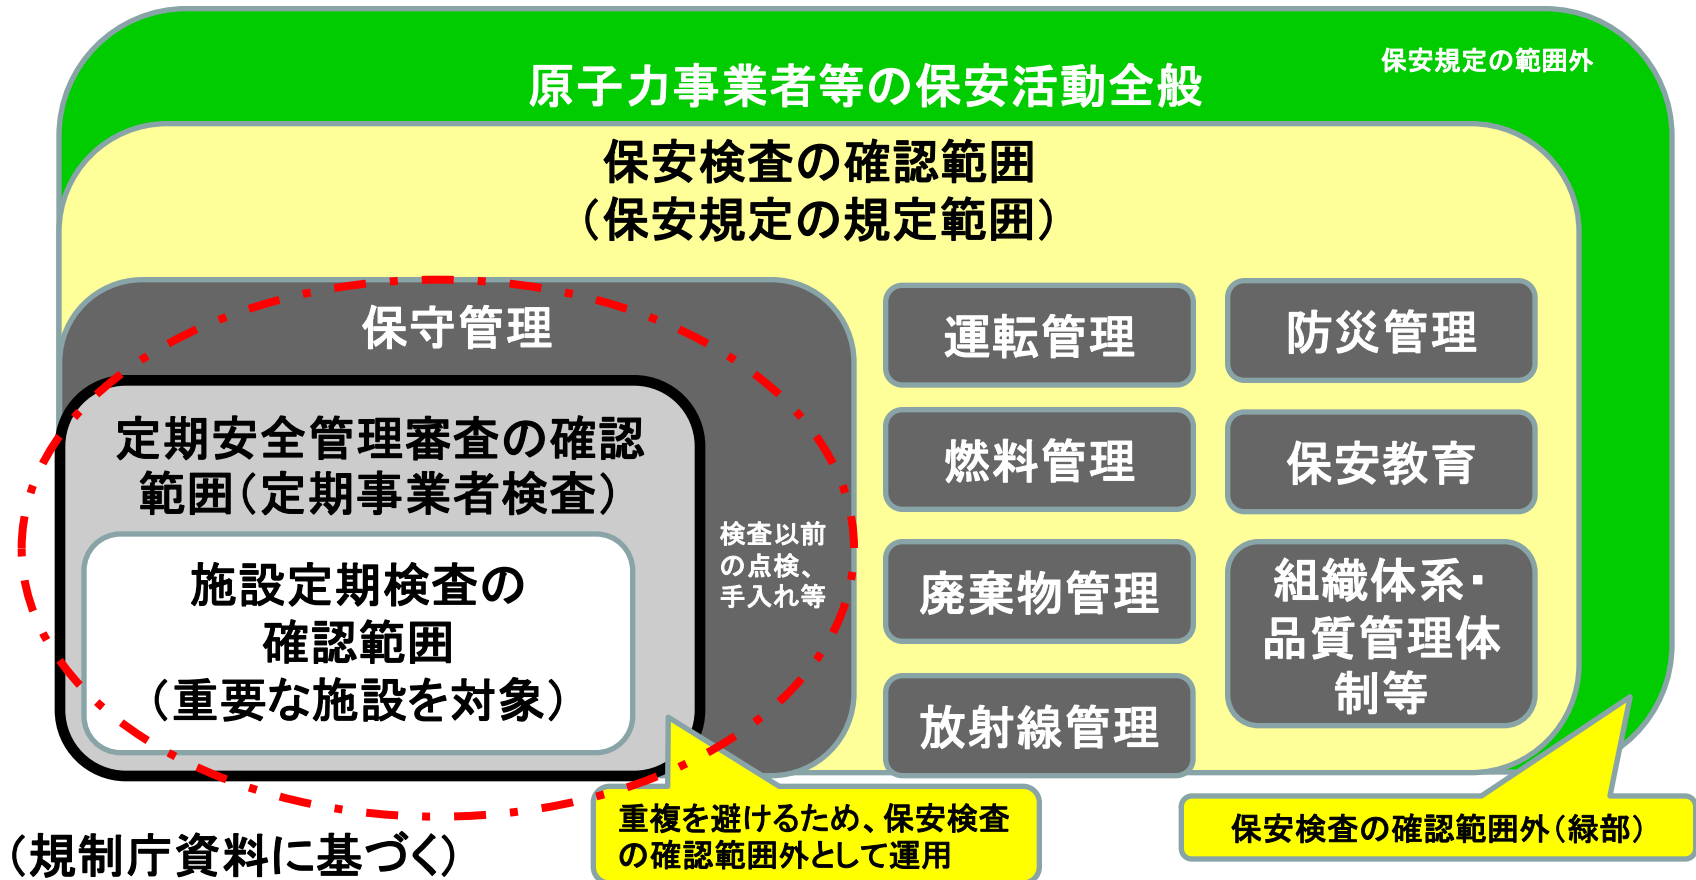 保安規定の範囲外
原子力事業者等の保安活動全般
保安検査の確認範囲
（保安規定の規定範囲）
保守管理
定期安全管理審査の確認
範囲（定期事業者検査）
施設定期検査の
確認範囲
（重要な施設を対象）
検査以前
の点検、
手入れ等
運転管理
燃料管理
廃棄物管理
放射線管理
防災管理
保安教育
組織体系・
品質管理体
制等
重複を避けるため、保安検査
の確認範囲外として運用
保安検査の確認範囲外（緑部）
（規制庁資料に基づく）